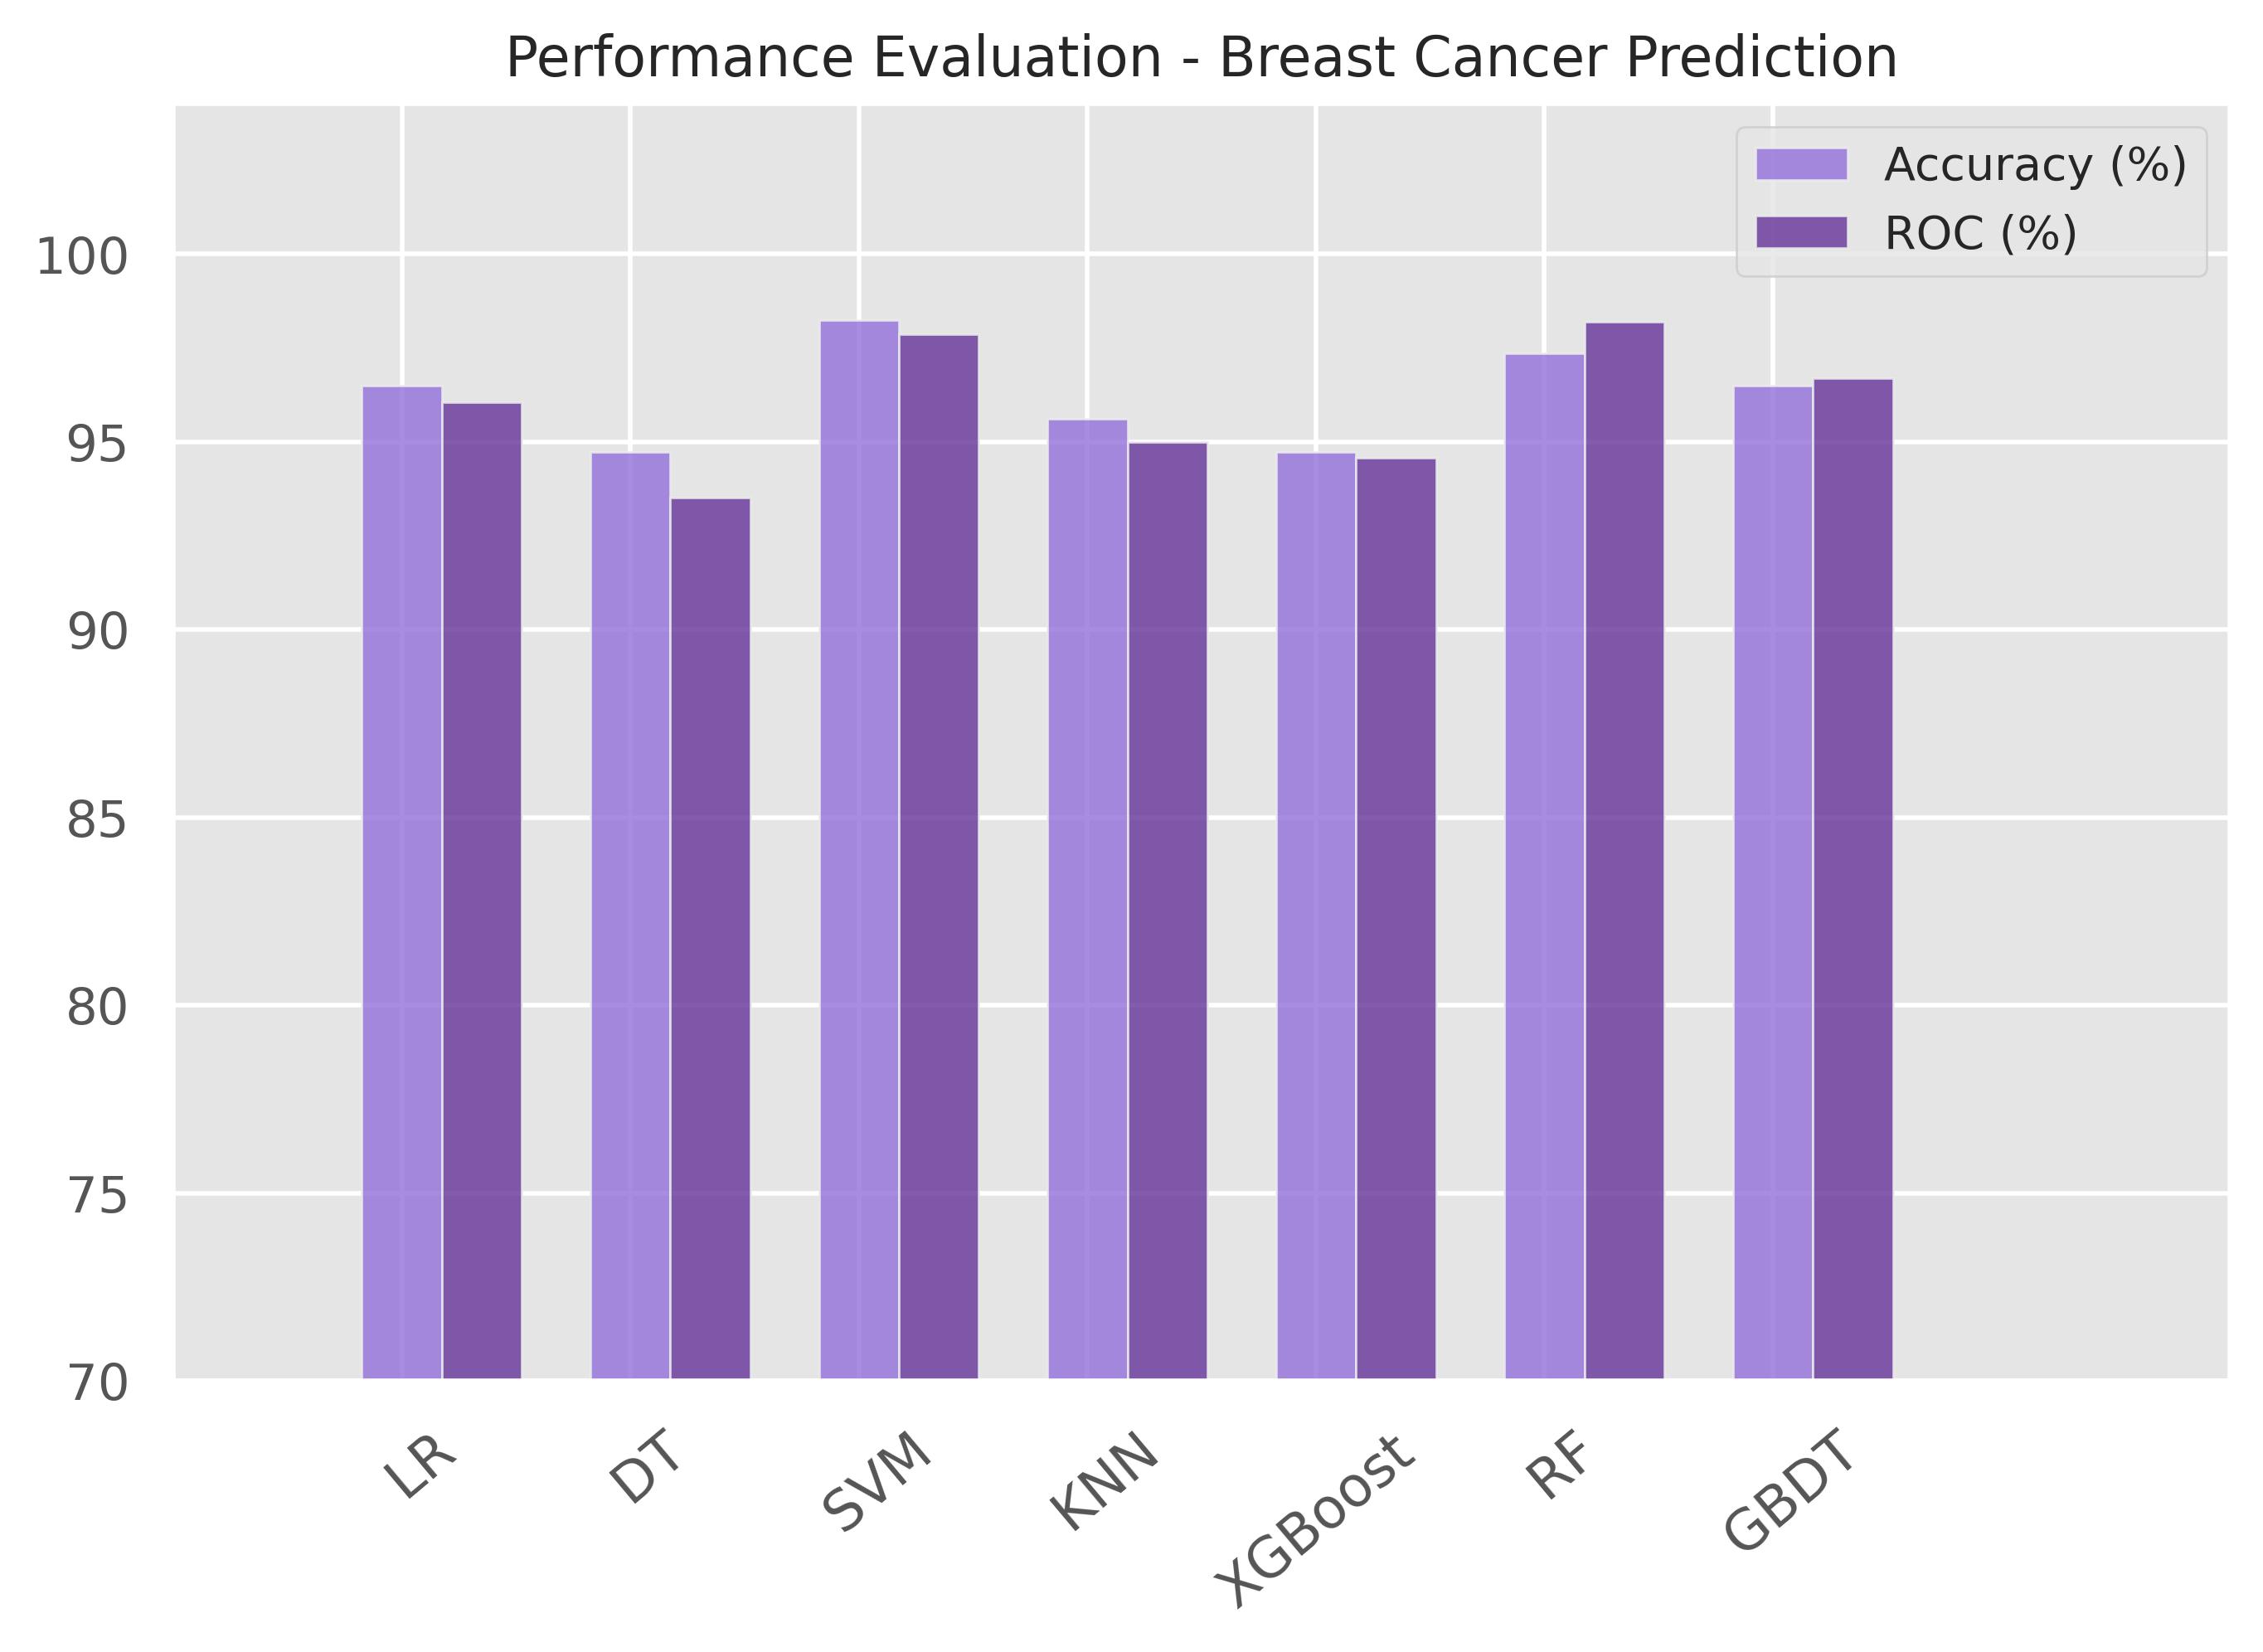 Performance Evaluation - Breast Cancer Prediction
Accuracy (%)
ROC (%)
100
95
90
85
80
75
70
LR
DT
SVM
KNN
XGBoost
RF
GBDT